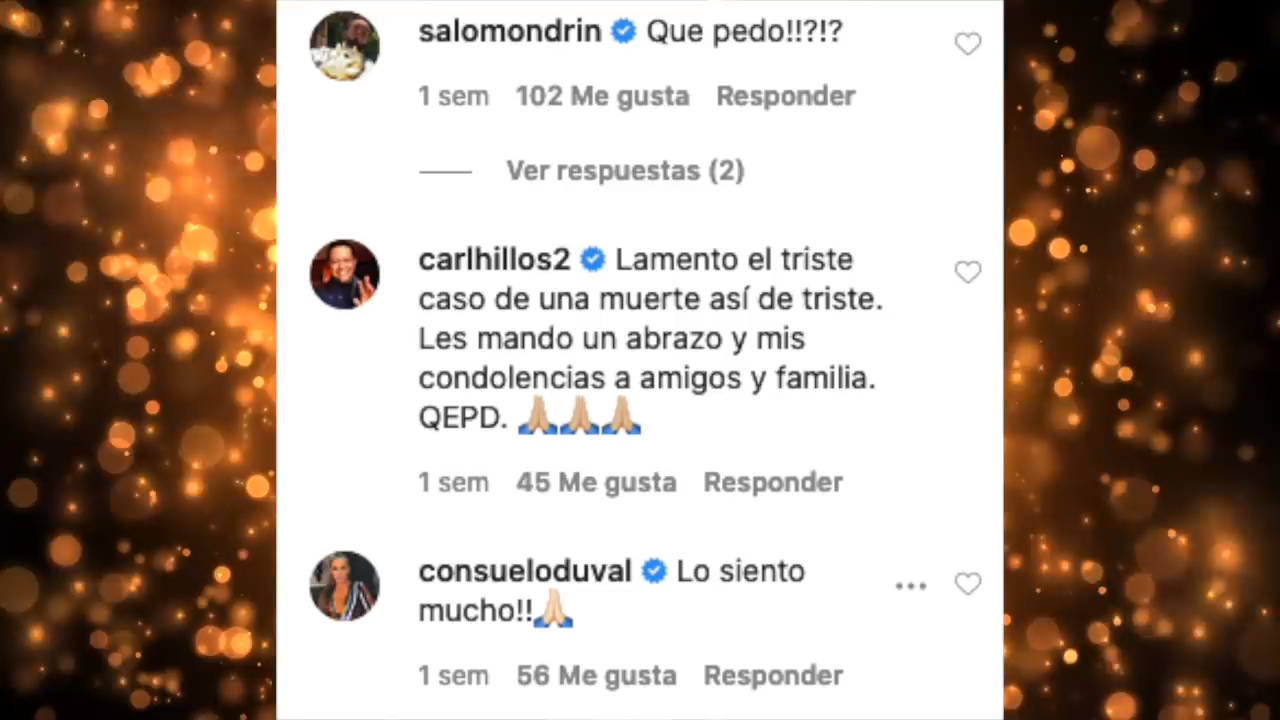 salomondrin Que pedo!!?!?
1 sem 102 Me gusta Responder
Ver respuestas (2)
carlhillos2 Lamento el triste
caso de una muerte así de triste.
Les mando un abrazo y mis
condolencias a amigos y familia.
QEPD. 🙏🏼🙏🏼🙏🏼
1 sem 45 Me gusta Responder
consueloduval Lo siento
mucho!!🙏🏻
1 sem 56 Me gusta Responder